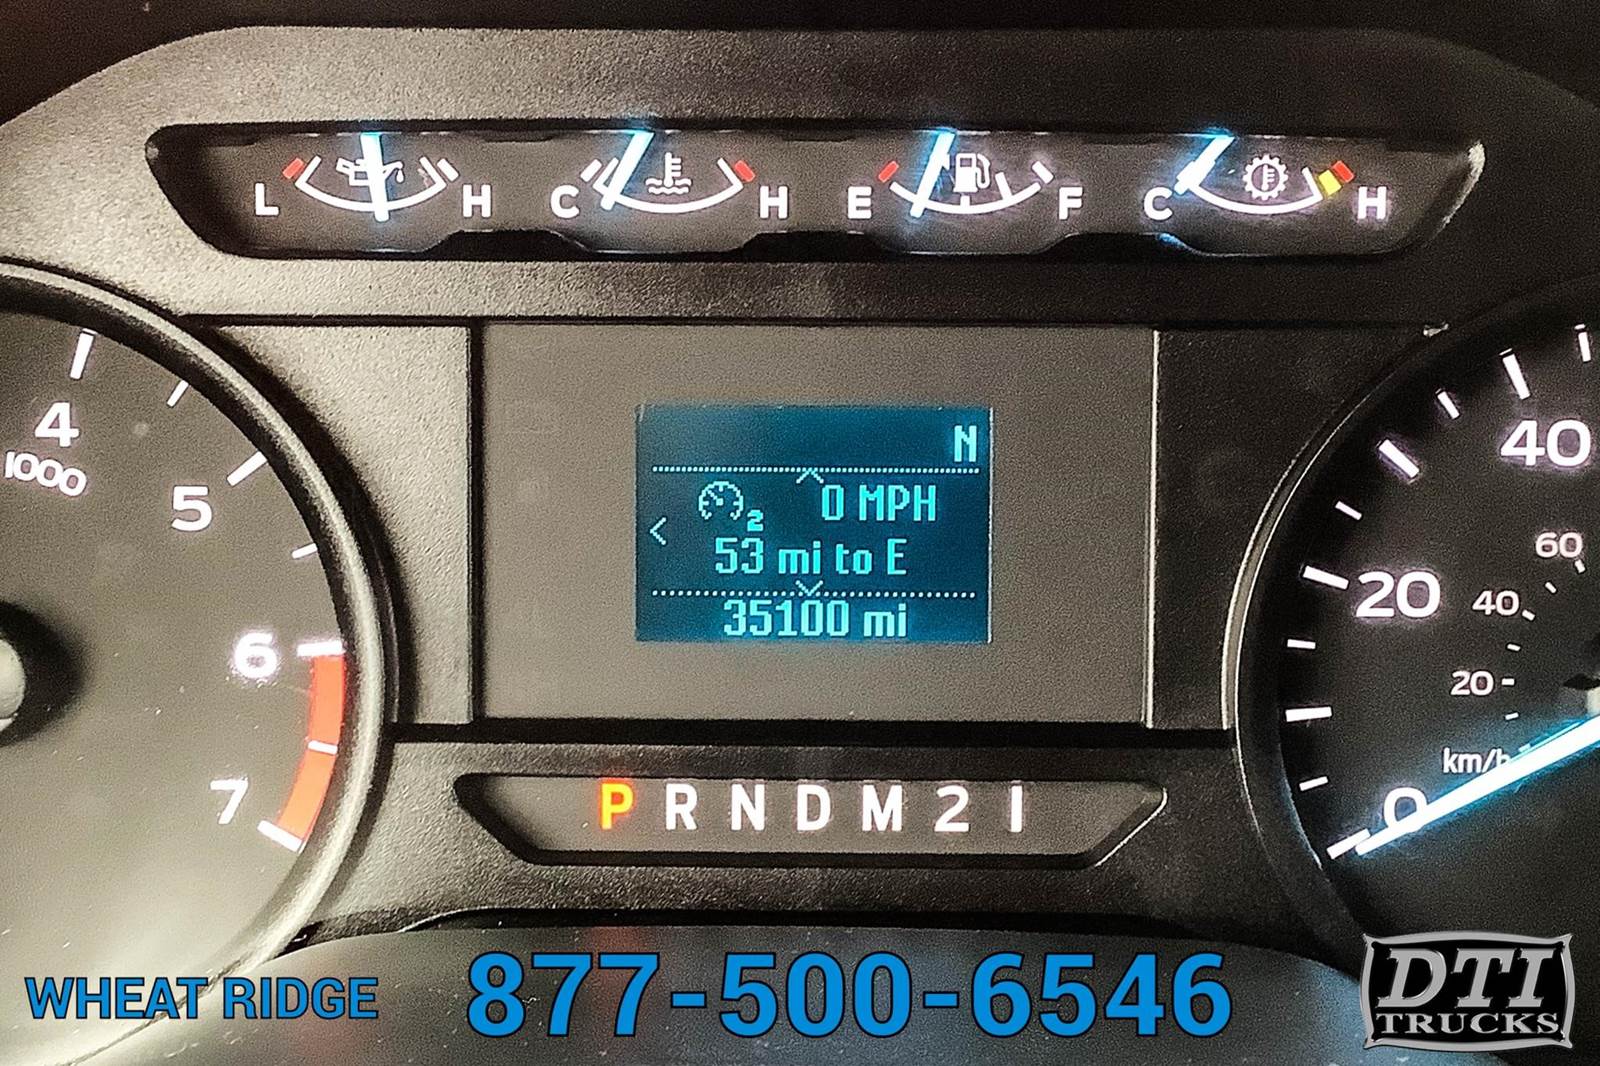 L H C H E F C H
4
1000
5
6
7
N
2 0 MPH
< 53 mi to E
35100 mi
40
20
0
60
40
20
km/h
P R N D M 2 1
WHEAT RIDGE
877-500-6546
DTI
TRUCKS